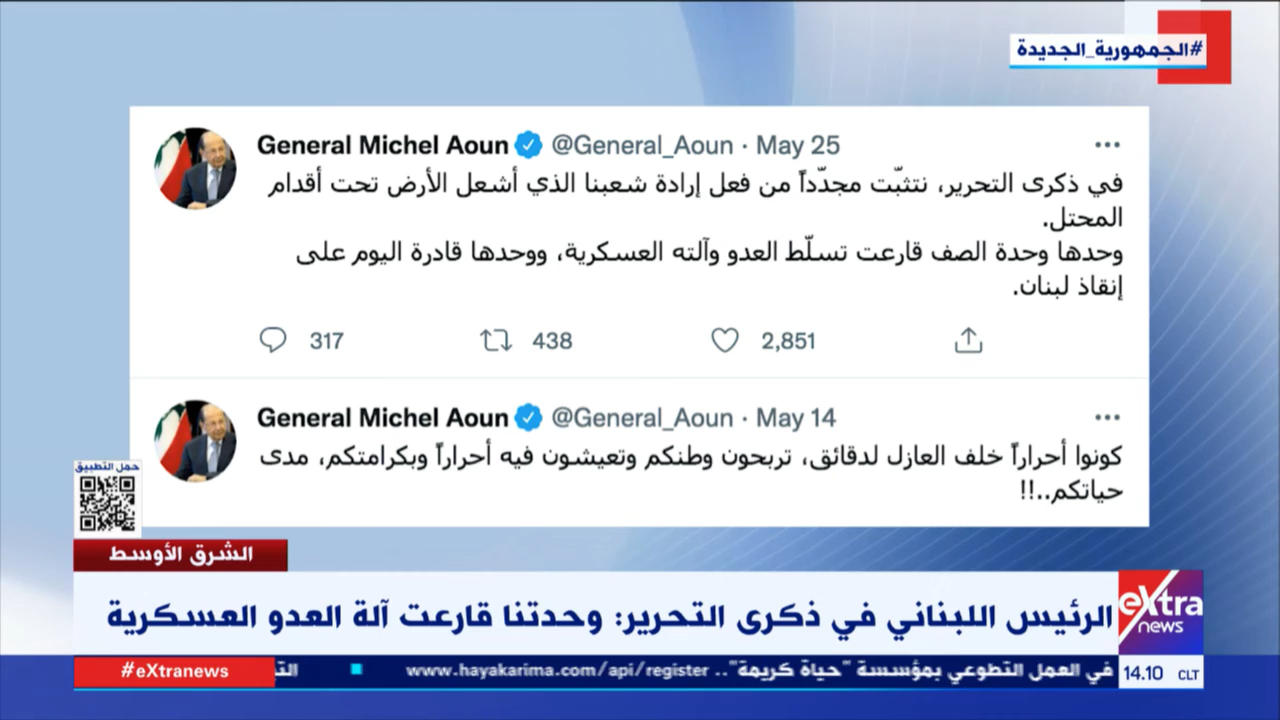 #الجمهورية_الجديدة
General Michel Aoun @General_Aoun · May 25
في ذكرى التحرير، نتثبّت مجدّداً من فعل إرادة شعبنا الذي أشعل الأرض تحت أقدام
المحتل.
وحدها وحدة الصف قارعت تسلّط العدو وآلته العسكرية، ووحدها قادرة اليوم على
إنقاذ لبنان.
317 438 2,851
General Michel Aoun @General_Aoun · May 14
كونوا أحراراً خلف العازل لدقائق، تربحون وطنكم وتعيشون فيه أحراراً وبكرامتكم، مدى
حياتكم..!!
حمل التطبيق
الشرق الأوسط
الرئيس اللبناني في ذكرى التحرير: وحدتنا قارعت آلة العدو العسكرية
eXtra news
#eXtranews
في العمل التطوعي بمؤسسة "حياة كريمة".. www.hayakarima.com/api/register
14.10 CLT